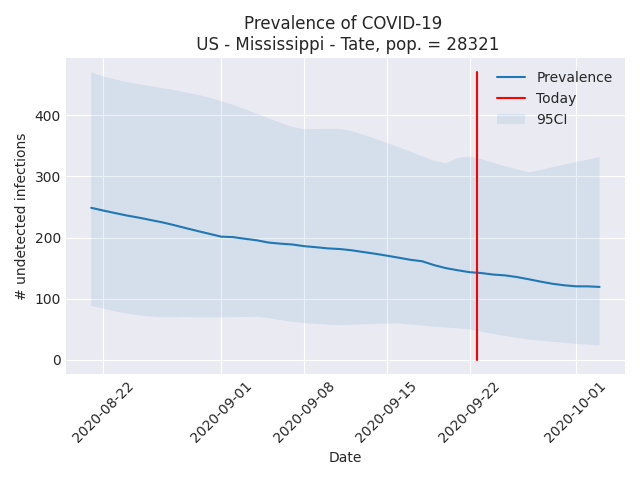 Prevalence of COVID-19
US - Mississippi - Tate, pop. = 28321
Prevalence
Today
95CI
# undetected infections
400
300
200
100
0
2020-08-22
2020-09-01
2020-09-08
2020-09-15
2020-09-22
2020-10-01
Date